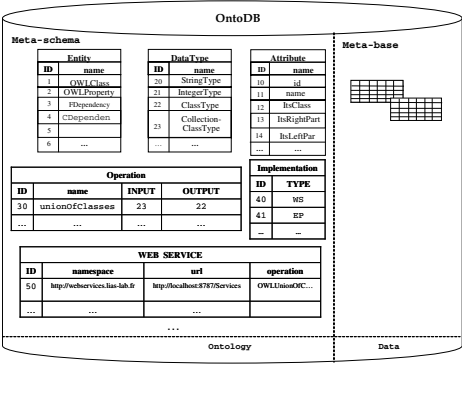 OntoDB
Meta-schema
Meta-base
Entity
ID name
1 OWLClass
2 OWLProperty
3 FDependency
4 CDependen
5
6 ...
DataType
ID name
20 StringType
21 IntegerType
22 ClassType
23 Collection-
ClassType
... ...
Attribute
ID name
10 id
11 name
12 ItsClass
13 ItsRightPart
14 ItsLeftPar
... ...
Operation
ID name INPUT OUTPUT
30 unionOfClasses 23 22
... ... ... ...
Implementation
ID TYPE
40 WS
41 EP
... ...
WEB SERVICE
ID namespace url operation
50 http://webservices.lias-lab.fr http://localhost:8787/Services OWLUnionOfC...
... ... ...
...
Ontology Data